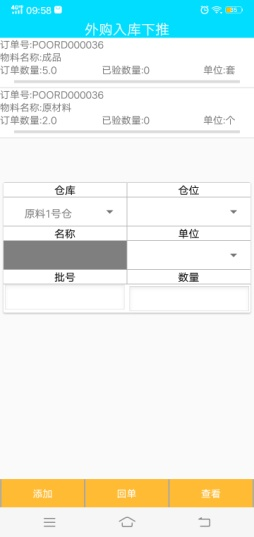 09:58
外购入库下推
订单号:POORD000036
物料名称:成品
订单数量:5.0 已验数量:0 单位:套
订单号:POORD000036
物料名称:原材料
订单数量:2.0 已验数量:0 单位:个
仓库 仓位
原料1号仓
名称 单位
批号 数量
添加 回单 查看